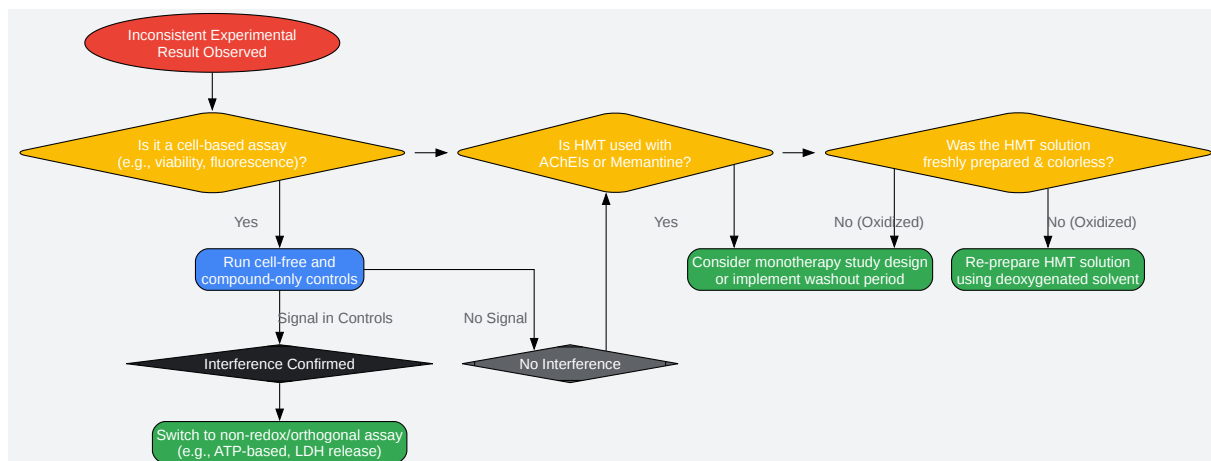 Inconsistent Experimental
Result Observed
Is it a cell-based assay
(e.g., viability, fluorescence)?
Is HMT used with
AChEIs or Memantine?
Was the HMT solution
freshly prepared & colorless?
Yes
Yes
No (Oxidized)
No (Oxidized)
Run cell-free and
compound-only controls
Consider monotherapy study design
or implement washout period
Re-prepare HMT solution
using deoxygenated solvent
Signal in Controls
No Signal
Interference Confirmed
No Interference
Switch to non-redox/orthogonal assay
(e.g., ATP-based, LDH release)